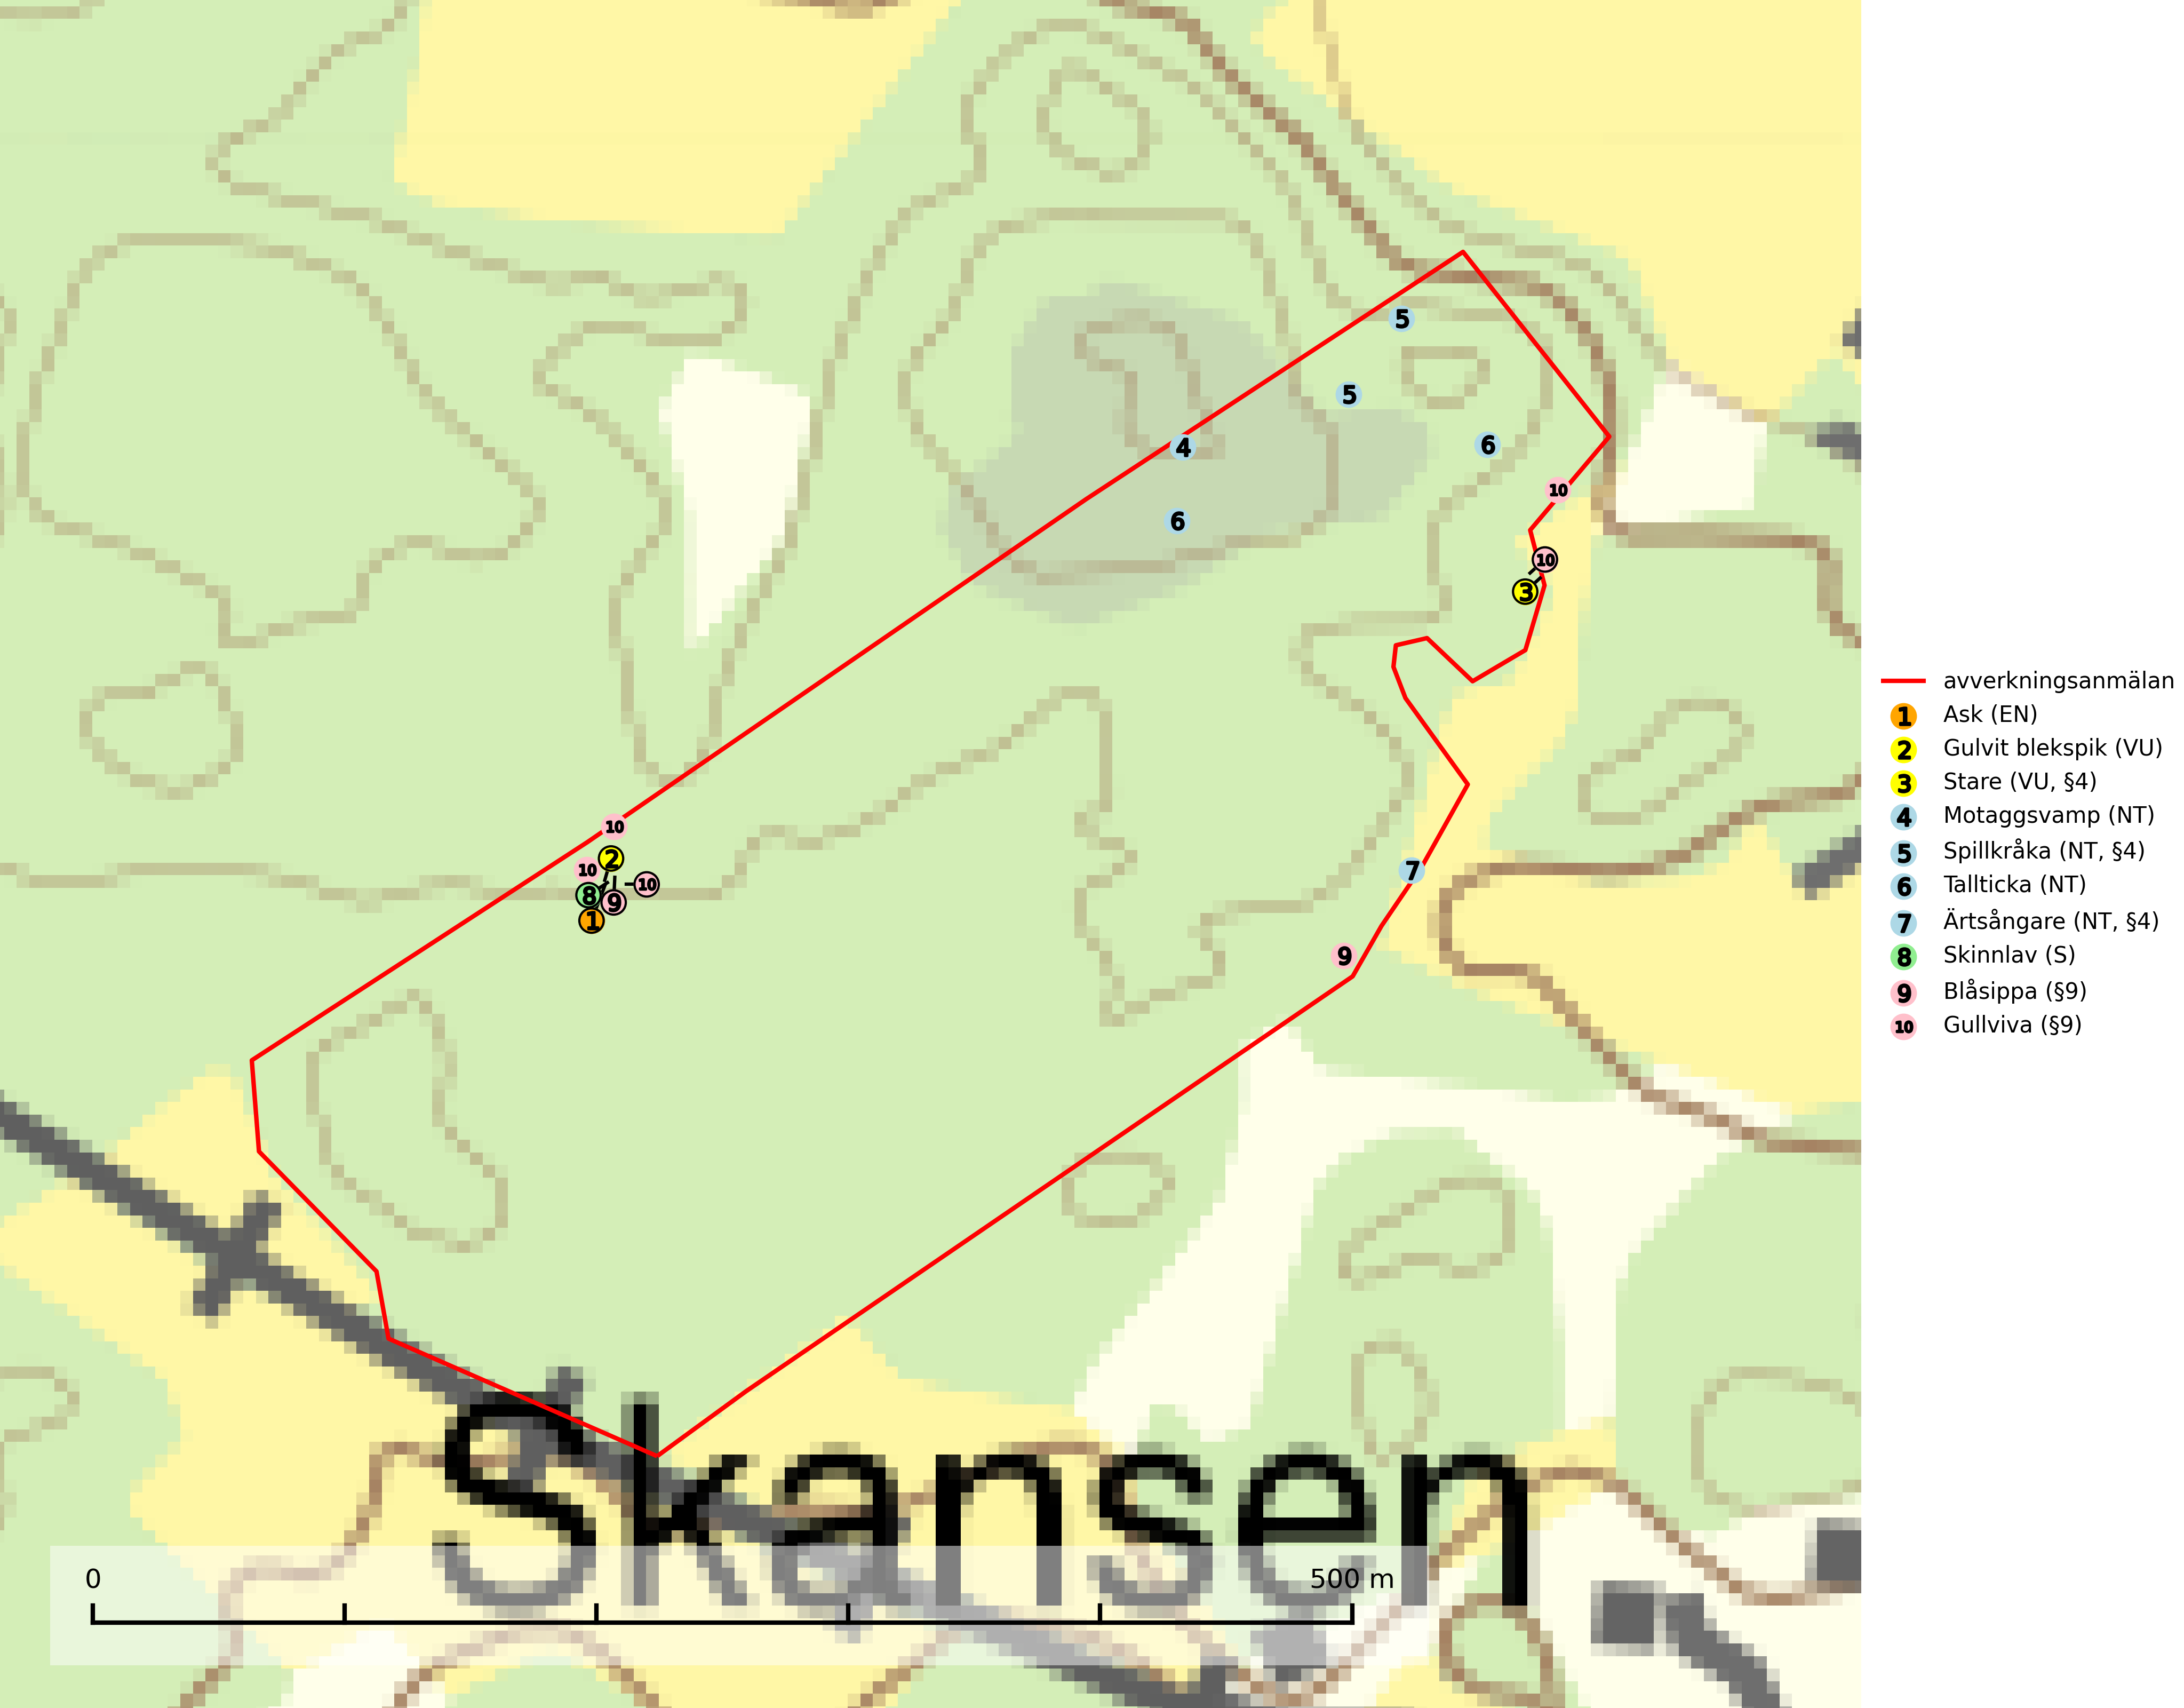 5
5
4
6
6
10
10
3
10
10
2
8
9
10
1
7
9
avverkningsanmälan
1 Ask (EN)
2 Gulvit blekspik (VU)
3 Stare (VU, §4)
4 Motaggsvamp (NT)
5 Spillkråka (NT, §4)
6 Tallticka (NT)
7 Ärtsångare (NT, §4)
8 Skinnlav (S)
9 Blåsippa (§9)
10 Gullviva (§9)
Skansen
0 500 m